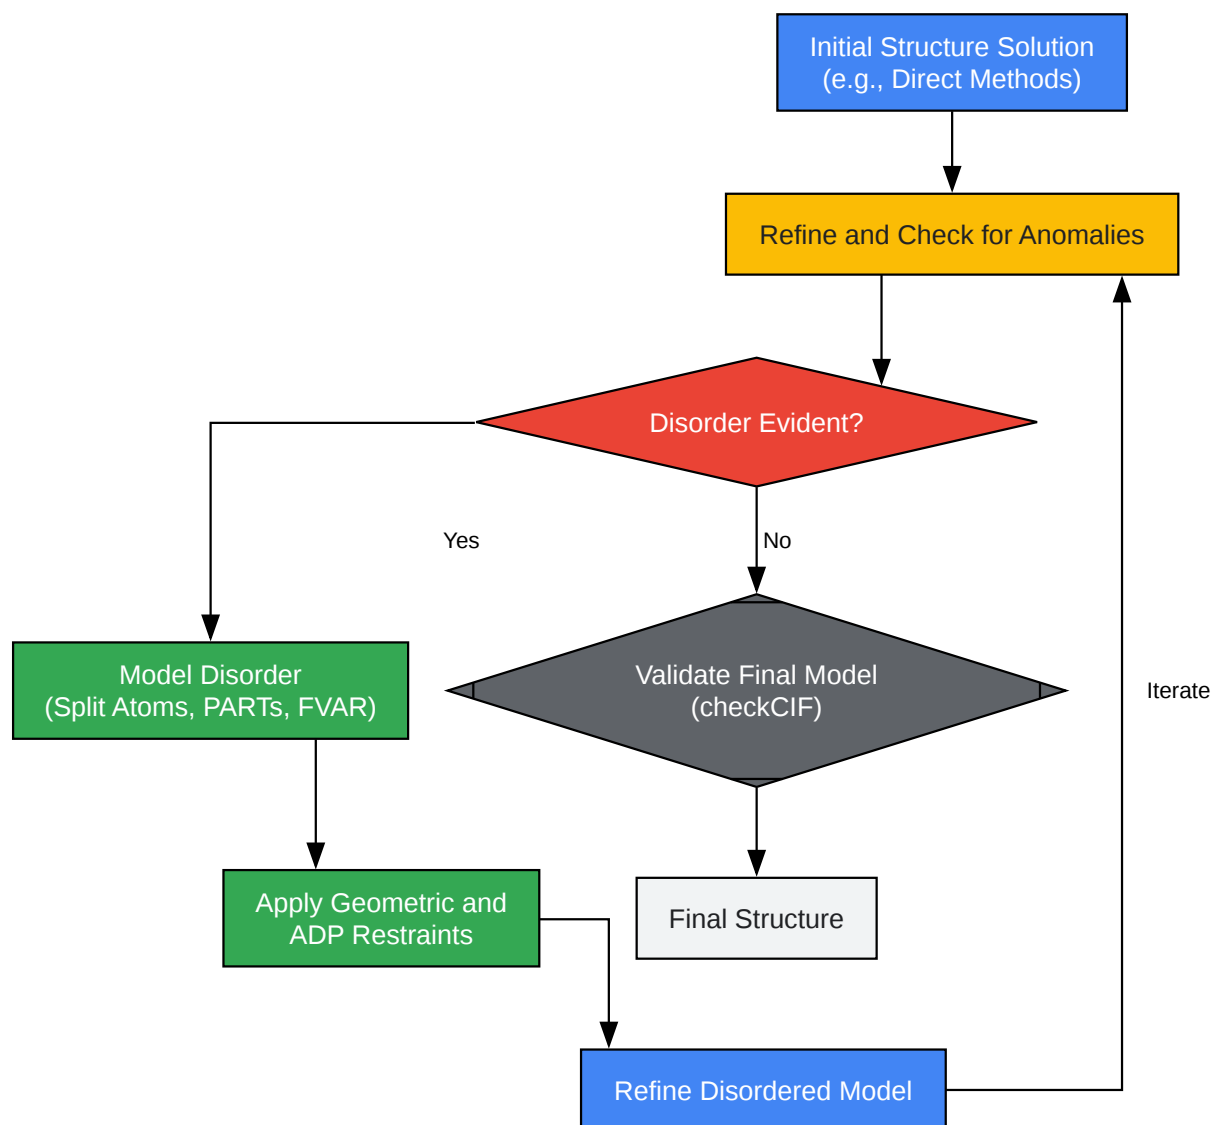 Initial Structure Solution
(e.g., Direct Methods)
Refine and Check for Anomalies
Disorder Evident?
Yes
No
Model Disorder
(Split Atoms, PARTs, FVAR)
Validate Final Model
(checkCIF)
Iterate
Apply Geometric and
ADP Restraints
Final Structure
Refine Disordered Model